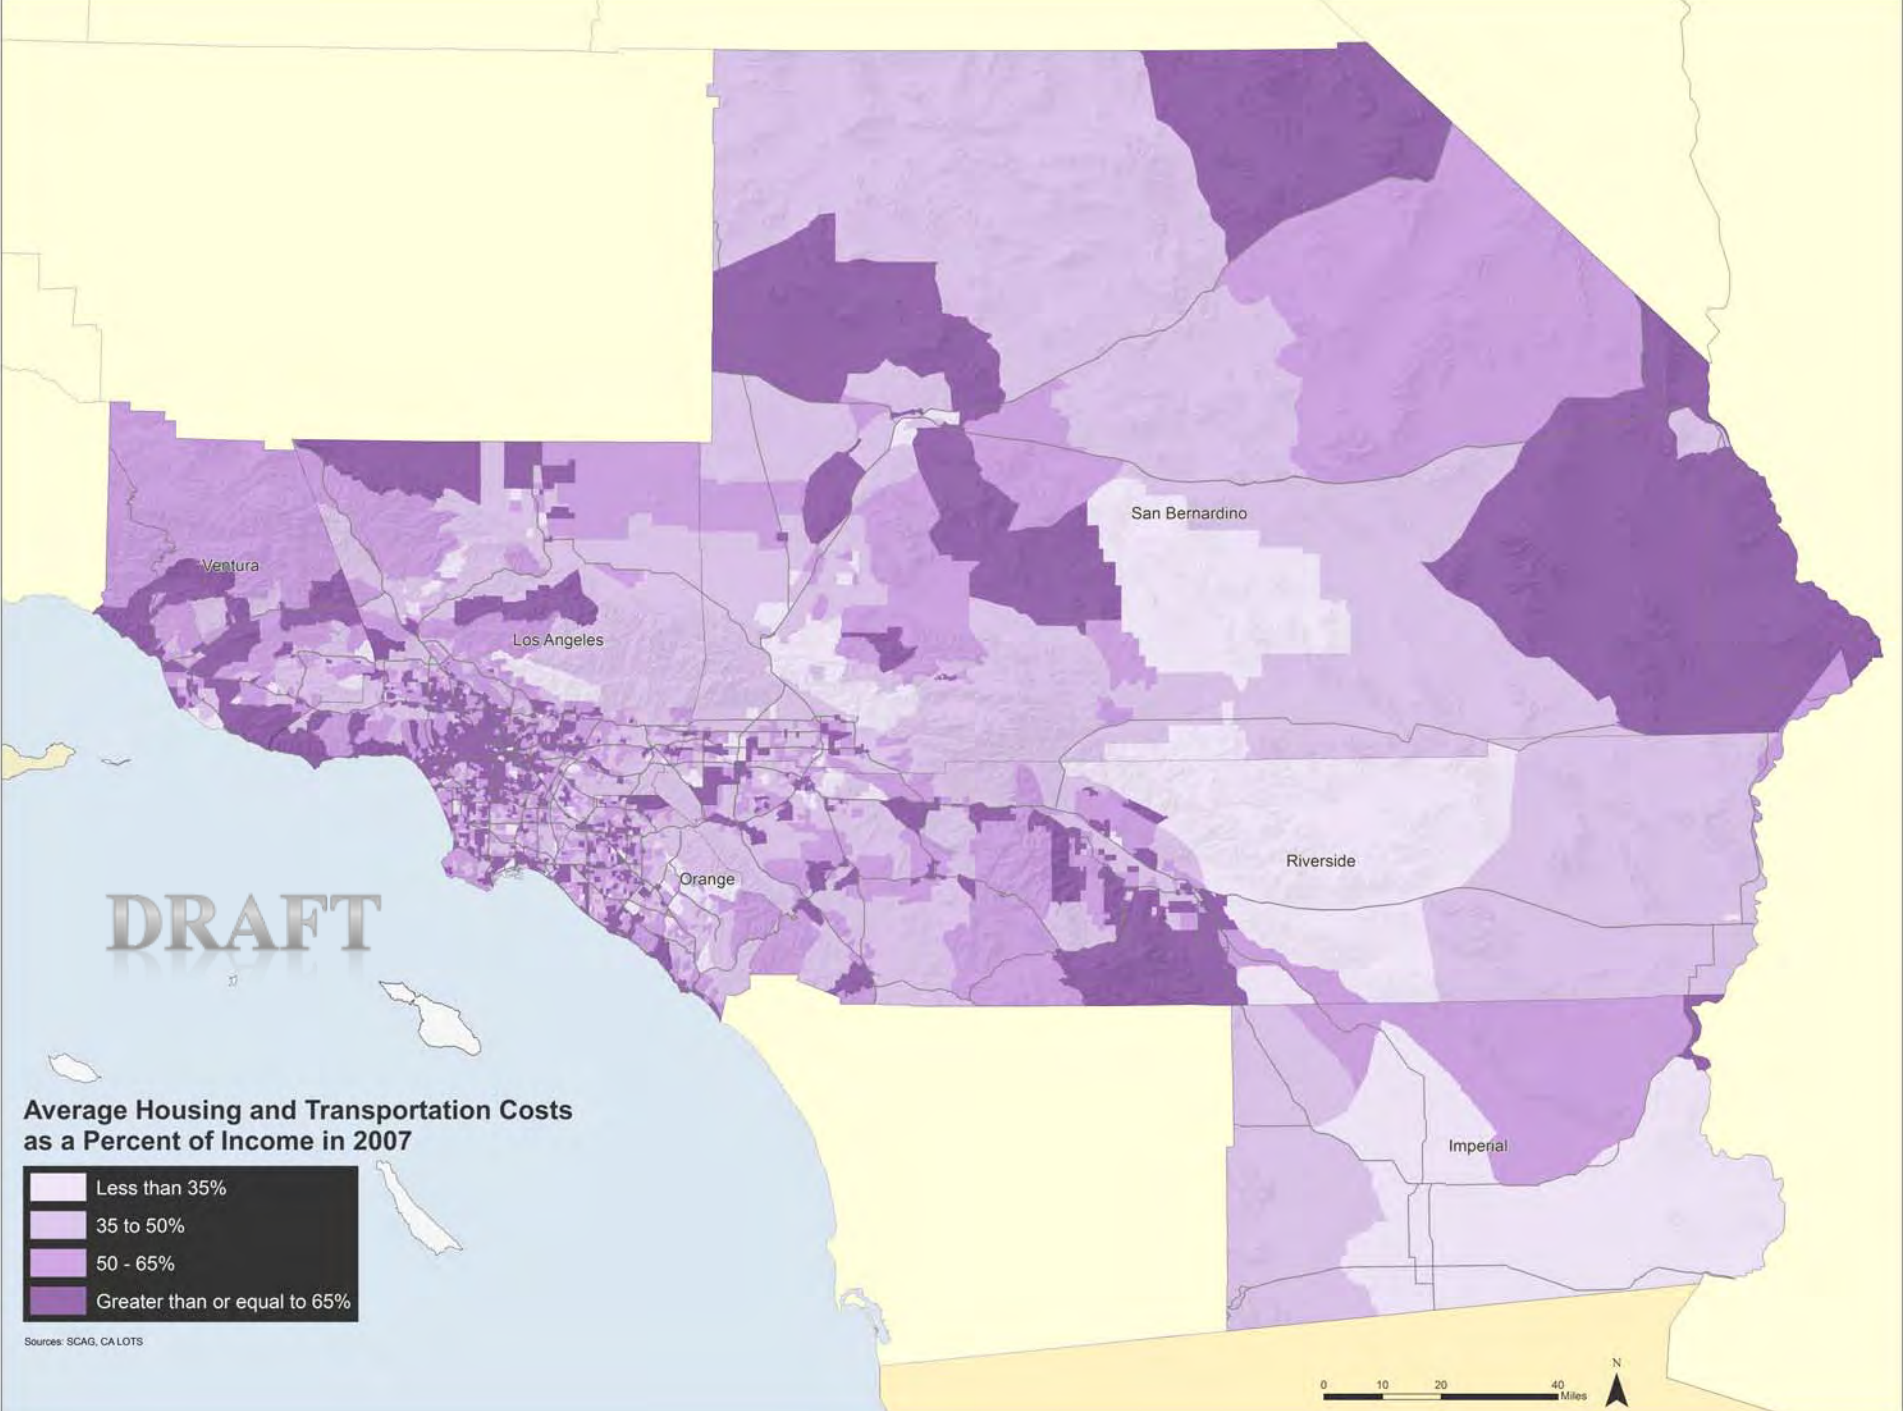 San Bernardino
Ventura
Los Angeles
Riverside
Orange
DRAFT
Imperial
Average Housing and Transportation Costs
as a Percent of Income in 2007
Less than 35%
35 to 50%
50 - 65%
Greater than or equal to 65%
Sources: SCAG, CA LOTS
N
0 10 20 40
Miles